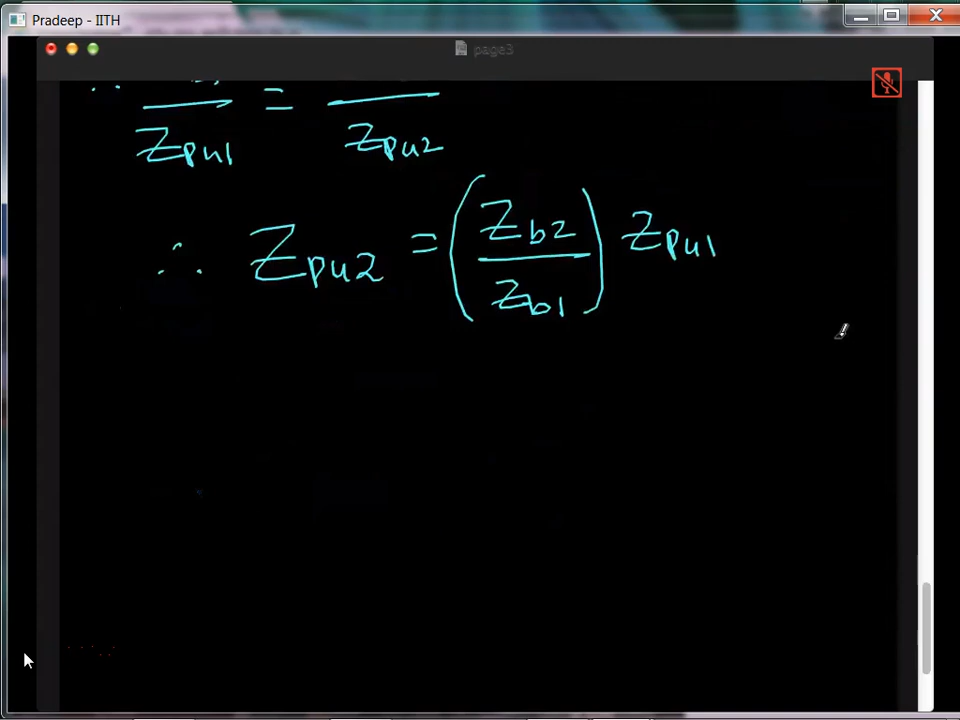 Pradeep - IITH
page3
∴ — = —
Zpu1 Zpu2
∴ Zpu2 = (Zb2 / Zb1) Zpu1